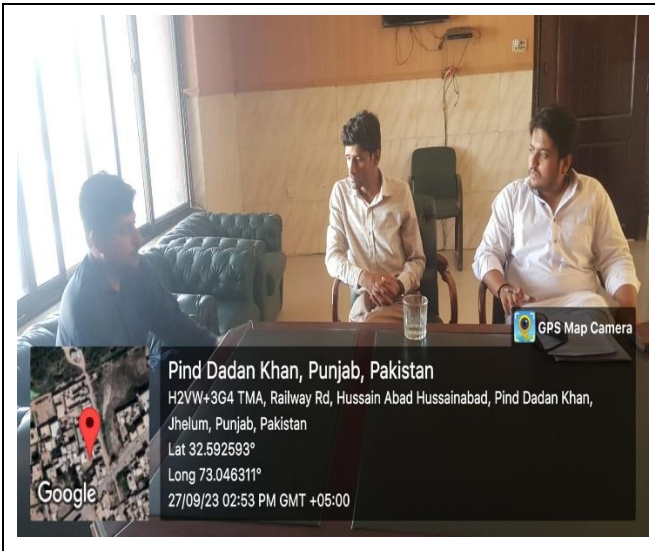 GPS Map Camera
Pind Dadan Khan, Punjab, Pakistan
H2VW+3G4 TMA, Railway Rd, Hussain Abad Hussainabad, Pind Dadan Khan,
Jhelum, Punjab, Pakistan
Lat 32.592593°
Long 73.046311°
27/09/23 02:53 PM GMT +05:00
Google